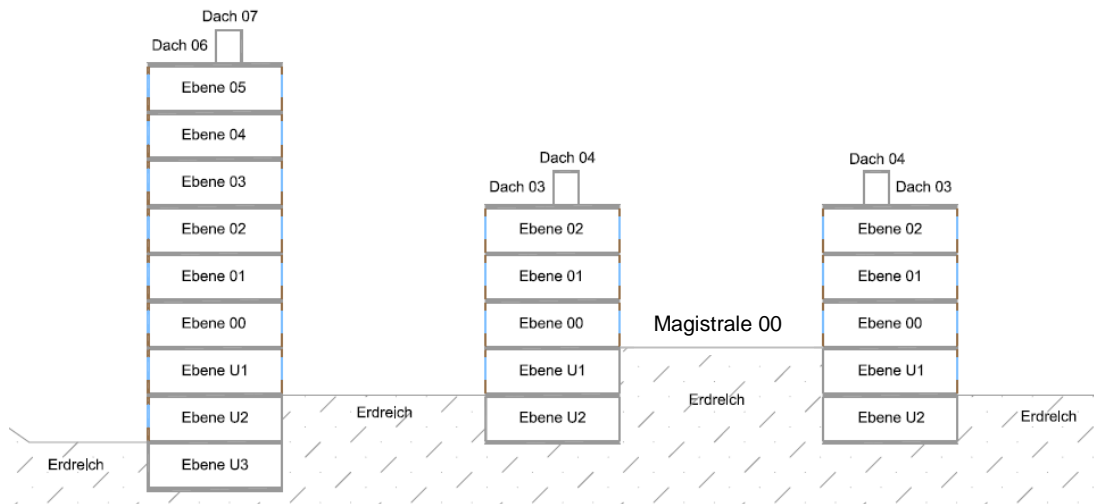 Dach 07
Dach 06
Ebene 05
Ebene 04
Ebene 03
Ebene 02
Ebene 01
Ebene 00
Ebene U1
Ebene U2
Ebene U3
Erdreich
Erdreich
Dach 04
Dach 03
Ebene 02
Ebene 01
Ebene 00
Ebene U1
Ebene U2
Magistrale 00
Erdreich
Dach 04
Dach 03
Ebene 02
Ebene 01
Ebene 00
Ebene U1
Ebene U2
Erdreich